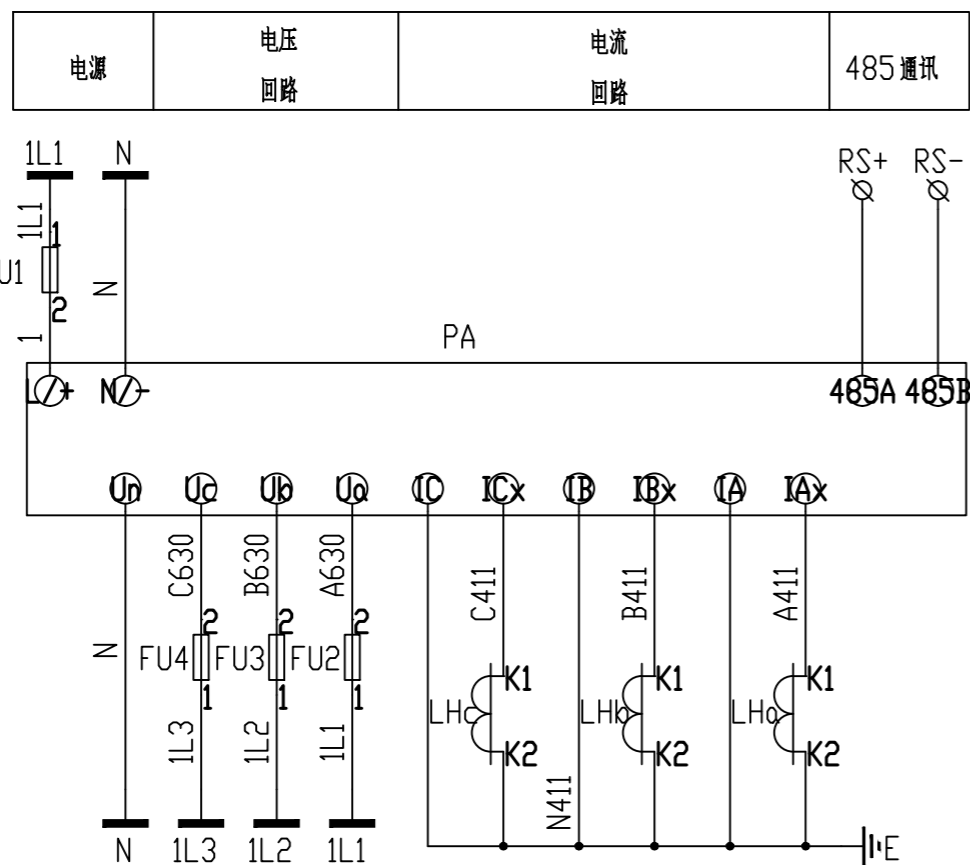 电源
电压
回路
电流
回路
485通讯
1L1
N
RS+
RS-
1L1
1
U1
2
1
N
PA
L/+
N/-
485A
485B
Un
Uc
Ub
Ua
IC
ICx
IB
IBx
IA
IAx
C630
B630
A630
C411
B411
A411
N
2
2
2
FU4
FU3
FU2
1
1
1
K1
K1
K1
LHc
LHb
LHa
K2
K2
K2
1L3
1L2
1L1
N411
N
1L3
1L2
1L1
E